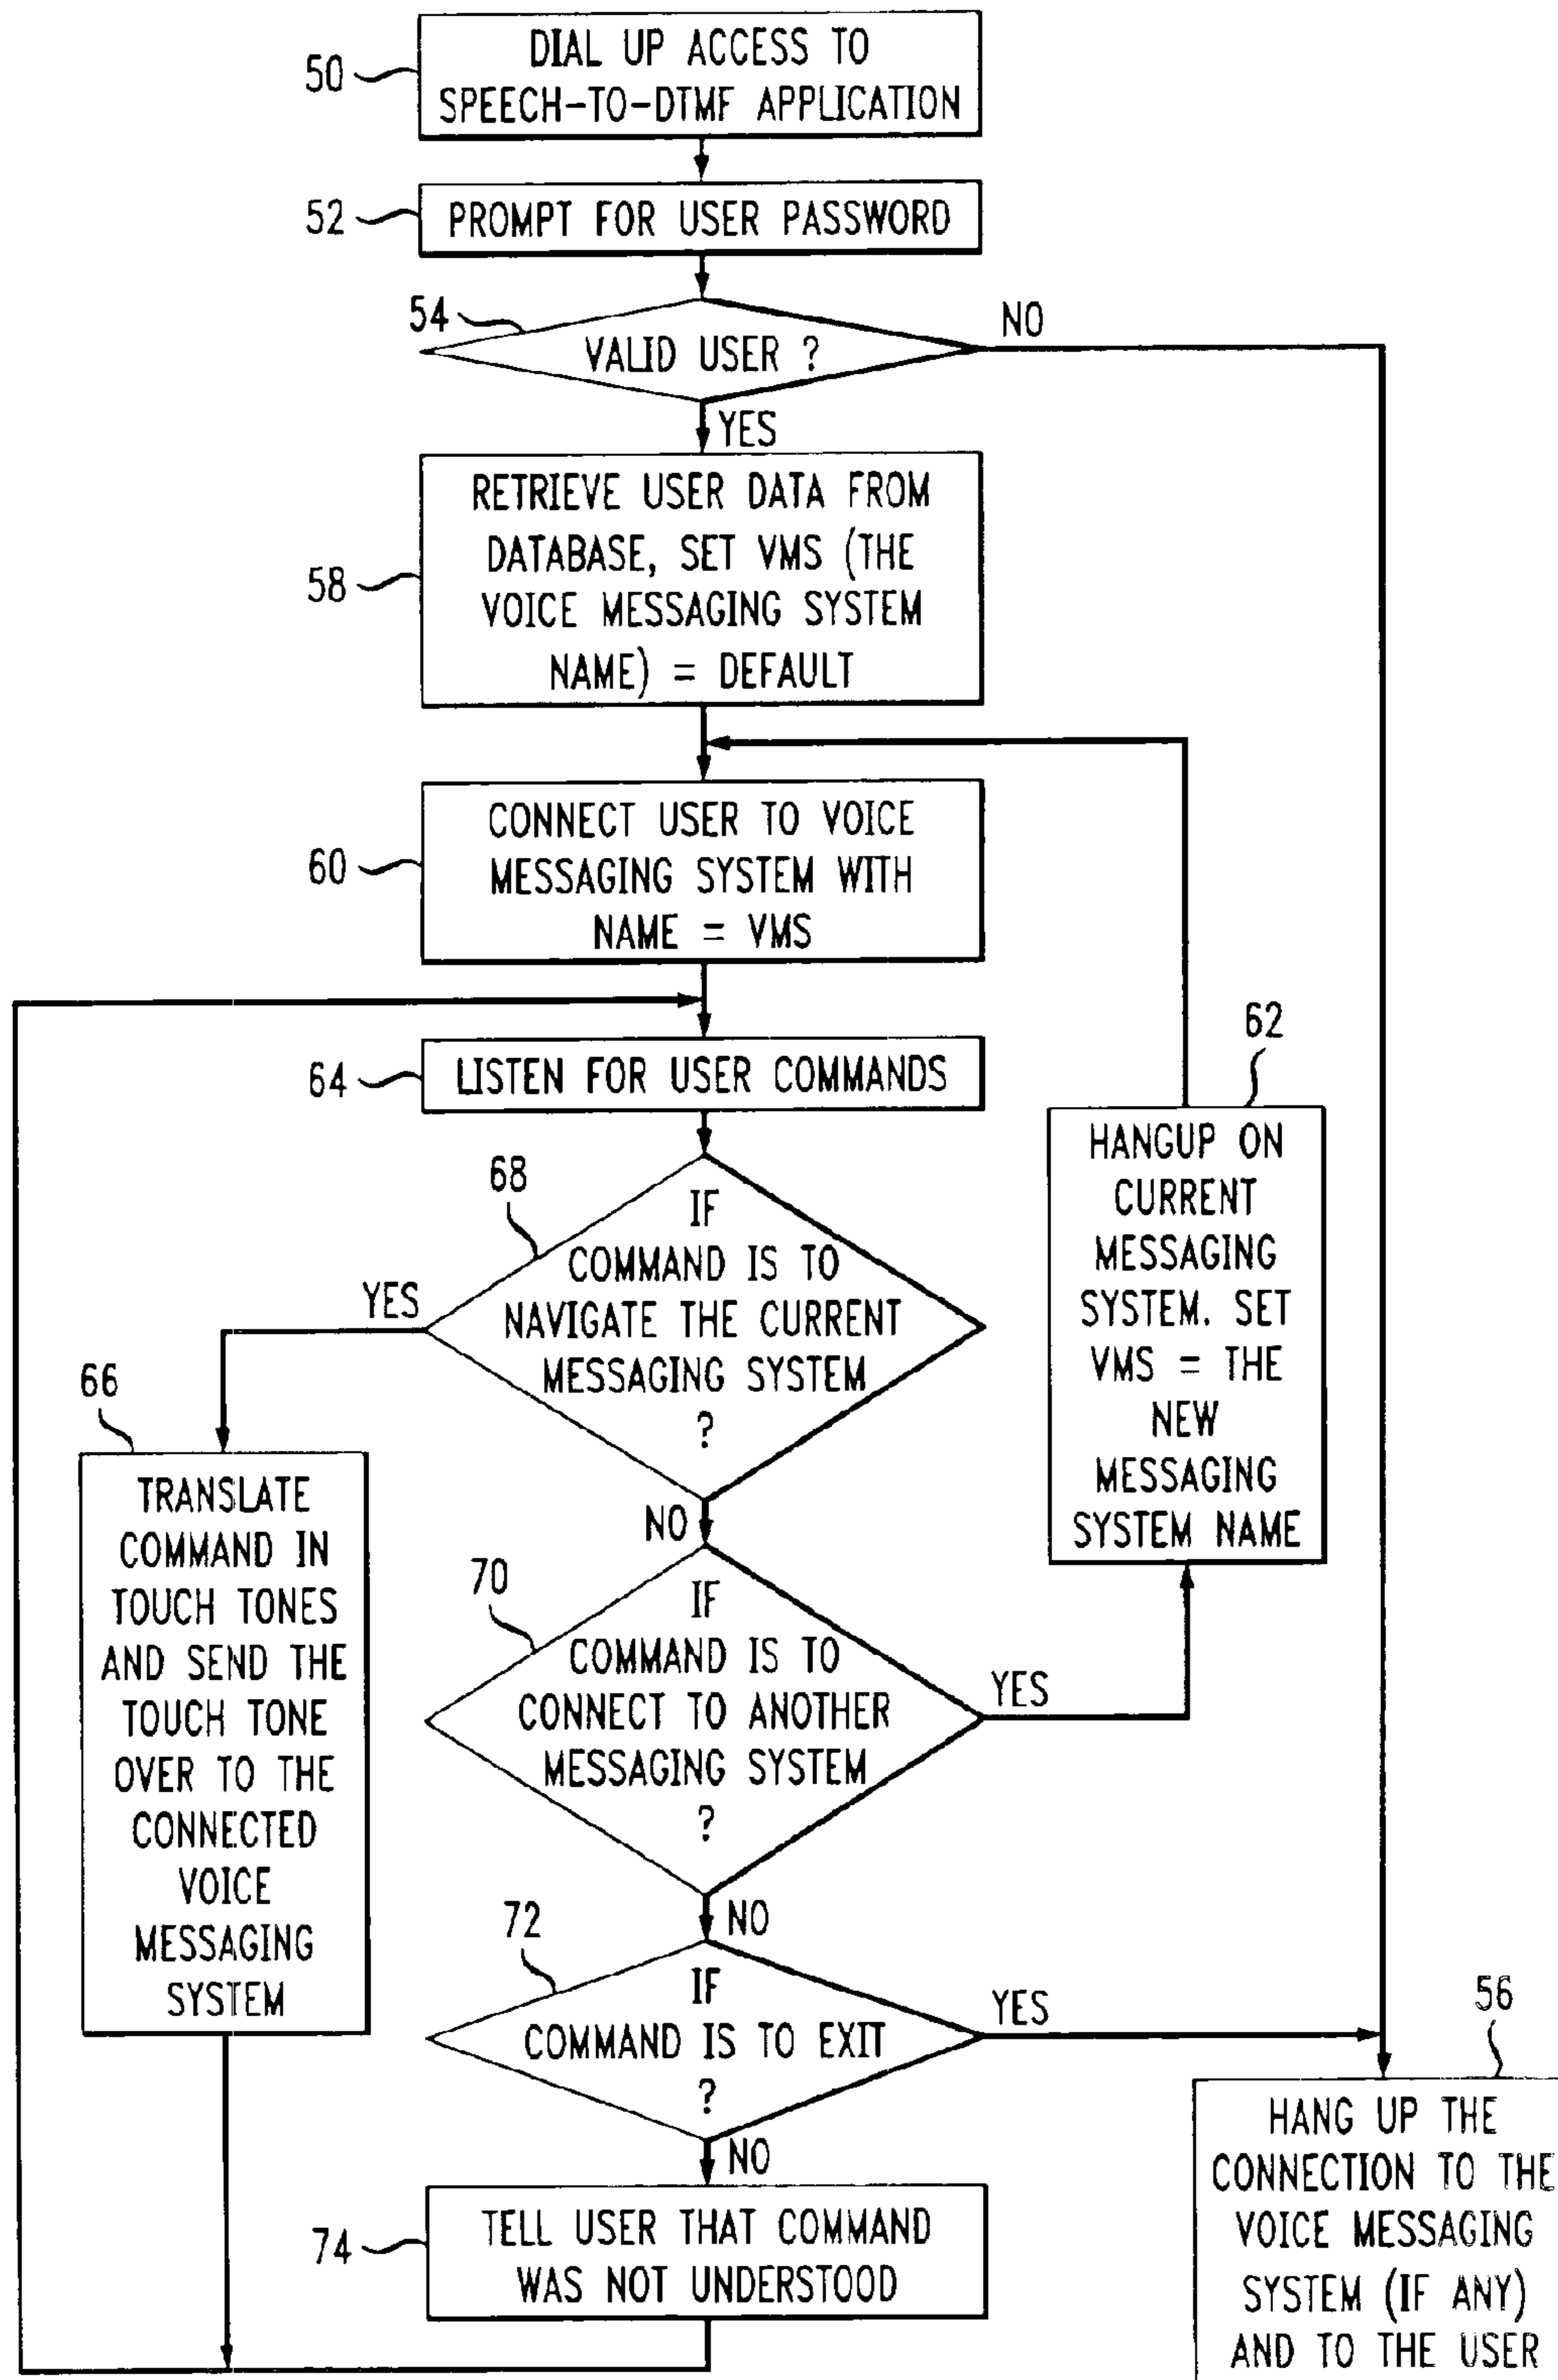 50
DIAL UP ACCESS TO
SPEECH-TO-DTMF APPLICATION
52
PROMPT FOR USER PASSWORD
54
VALID USER ?
NO
YES
58
RETRIEVE USER DATA FROM
DATABASE, SET VMS (THE
VOICE MESSAGING SYSTEM
NAME) = DEFAULT
60
CONNECT USER TO VOICE
MESSAGING SYSTEM WITH
NAME = VMS
64
LISTEN FOR USER COMMANDS
62
HANGUP ON
CURRENT
MESSAGING
SYSTEM. SET
VMS = THE
NEW
MESSAGING
SYSTEM NAME
68
IF
COMMAND IS TO
NAVIGATE THE CURRENT
MESSAGING SYSTEM
?
YES
NO
66
TRANSLATE
COMMAND IN
TOUCH TONES
AND SEND THE
TOUCH TONE
OVER TO THE
CONNECTED
VOICE
MESSAGING
SYSTEM
70
IF
COMMAND IS TO
CONNECT TO ANOTHER
MESSAGING SYSTEM
?
YES
NO
72
IF
COMMAND IS TO EXIT
?
YES
NO
74
TELL USER THAT COMMAND
WAS NOT UNDERSTOOD
56
HANG UP THE
CONNECTION TO THE
VOICE MESSAGING
SYSTEM (IF ANY)
AND TO THE USER